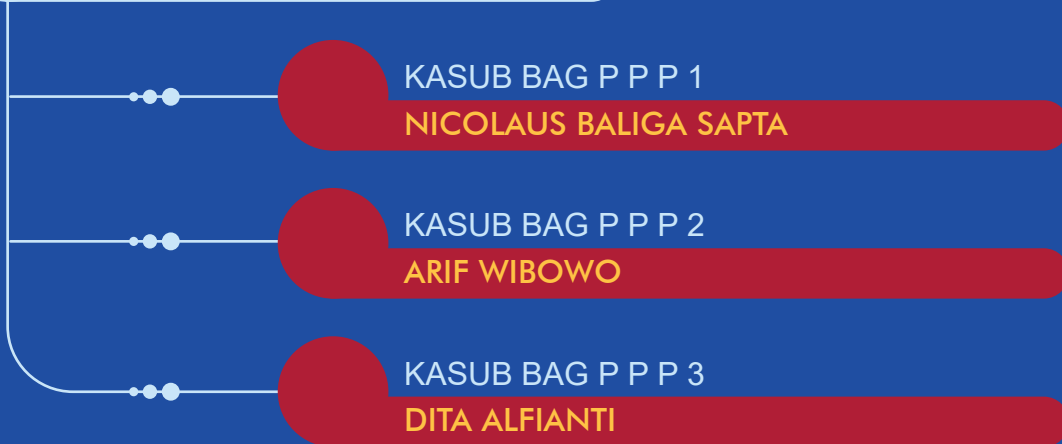 KASUB BAG P P P 1
NICOLAUS BALIGA SAPTA
KASUB BAG P P P 2
ARIF WIBOWO
KASUB BAG P P P 3
DITA ALFIANTI